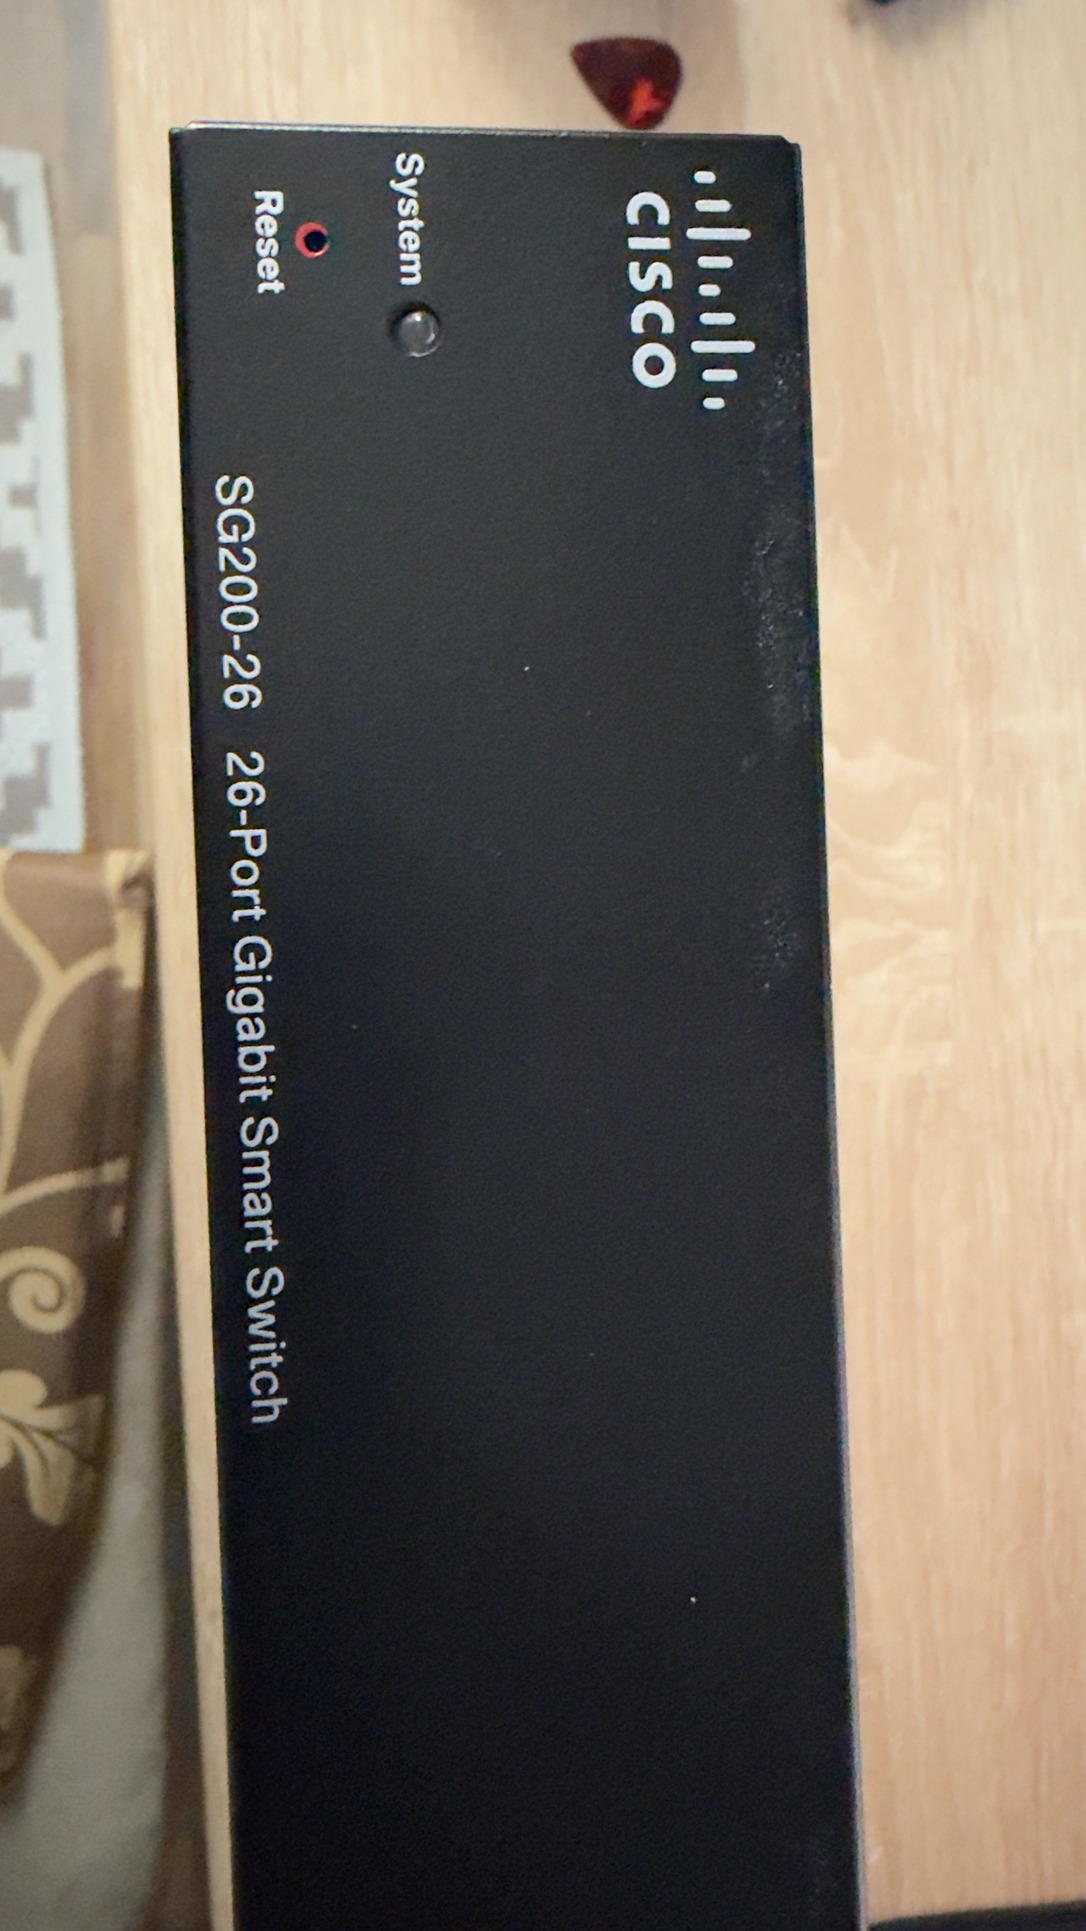 CISCO
System
Reset
SG200-26 26-Port Gigabit Smart Switch